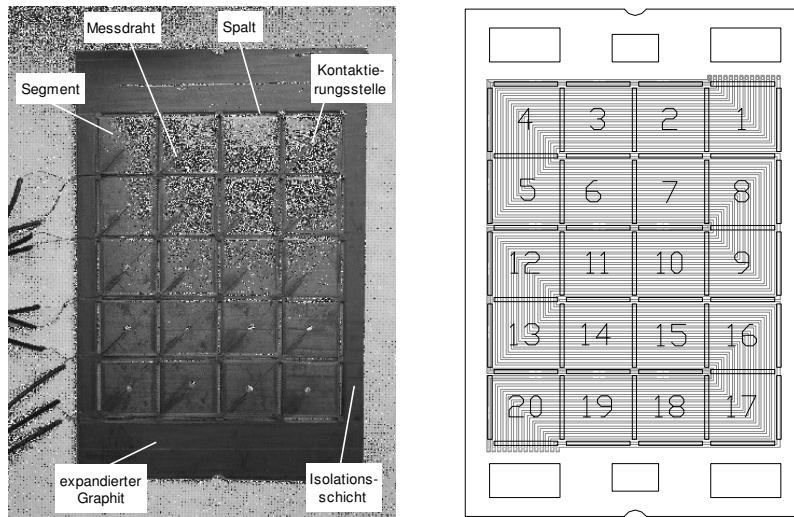 Messdraht
Spalt
Segment
Kontaktie-
rungsstelle
expandierter
Graphit
Isolations-
schicht
4 3 2 1
5 6 7 8
12 11 10 9
13 14 15 16
20 19 18 17